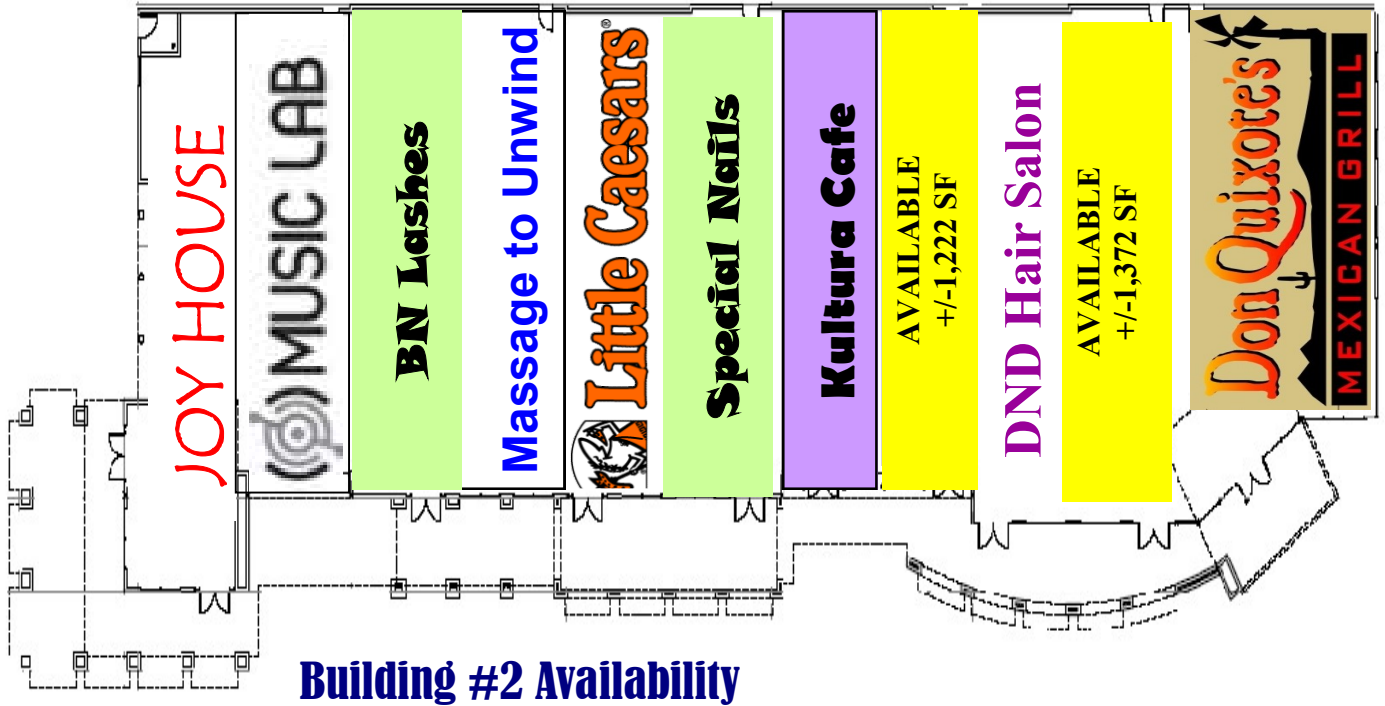 JOY HOUSE
MUSIC LAB
BN Lashes
Massage to Unwind
Little Caesars®
Special Nails
Kultura Cafe
AVAILABLE
+/-1,222 SF
DND Hair Salon
AVAILABLE
+/-1,372 SF
Don Quixote's
MEXICAN GRILL
Building #2 Availability